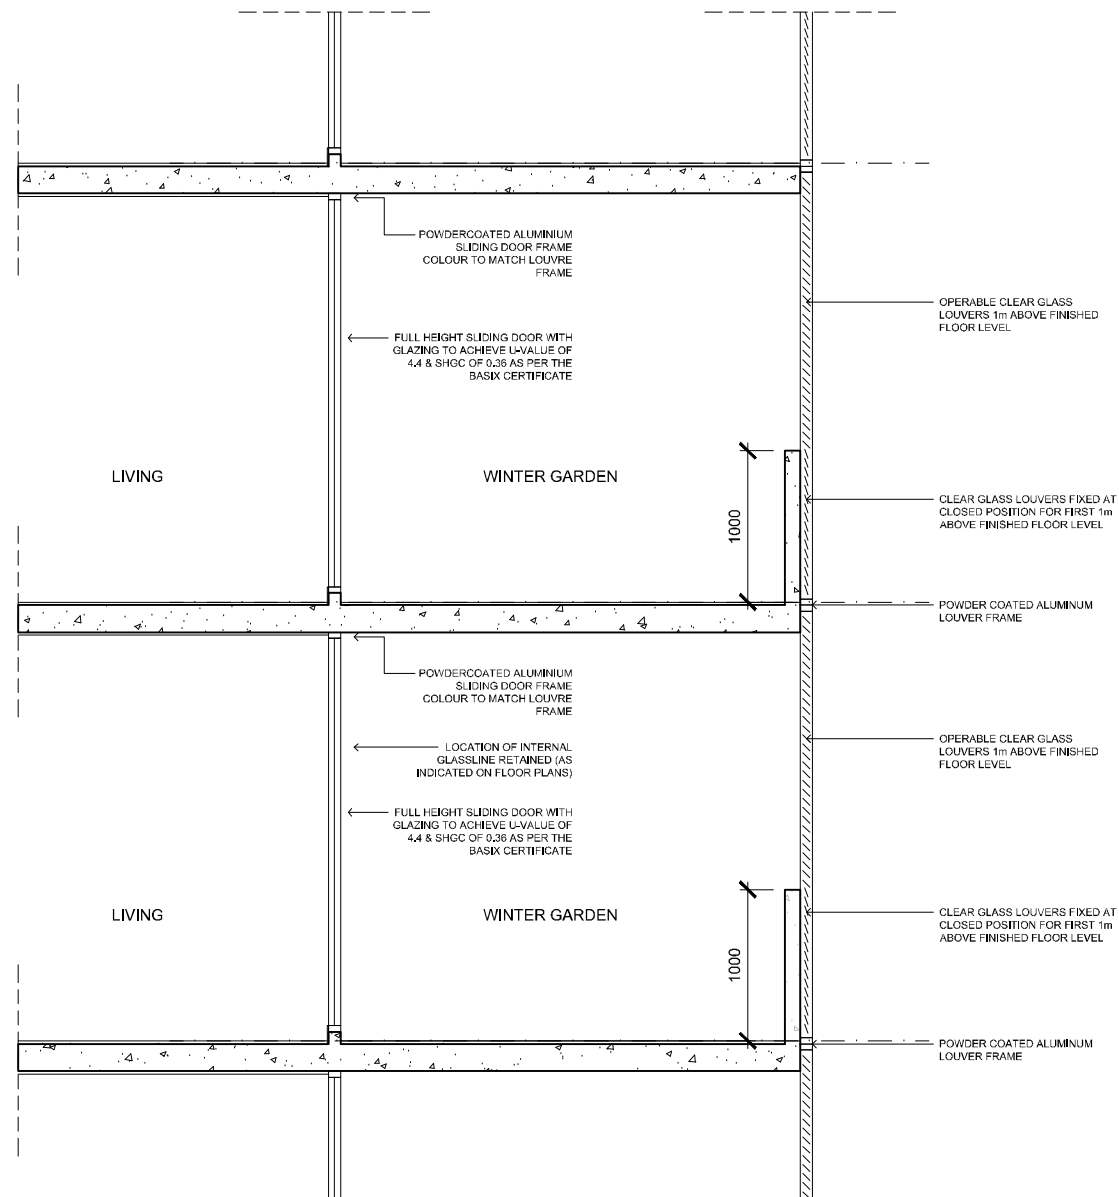 POWDERCOATED ALUMINIUM
SLIDING DOOR FRAME
COLOUR TO MATCH LOUVRE
FRAME
OPERABLE CLEAR GLASS
LOUVERS 1m ABOVE FINISHED
FLOOR LEVEL
FULL HEIGHT SLIDING DOOR WITH
GLAZING TO ACHIEVE U-VALUE OF
4.4 & SHGC OF 0.36 AS PER THE
BASIX CERTIFICATE
LIVING
WINTER GARDEN
1000
CLEAR GLASS LOUVERS FIXED AT
CLOSED POSITION FOR FIRST 1m
ABOVE FINISHED FLOOR LEVEL
POWDER COATED ALUMINUM
LOUVER FRAME
POWDERCOATED ALUMINIUM
SLIDING DOOR FRAME
COLOUR TO MATCH LOUVRE
FRAME
LOCATION OF INTERNAL
GLASSLINE RETAINED (AS
INDICATED ON FLOOR PLANS)
OPERABLE CLEAR GLASS
LOUVERS 1m ABOVE FINISHED
FLOOR LEVEL
FULL HEIGHT SLIDING DOOR WITH
GLAZING TO ACHIEVE U-VALUE OF
4.4 & SHGC OF 0.36 AS PER THE
BASIX CERTIFICATE
LIVING
WINTER GARDEN
1000
CLEAR GLASS LOUVERS FIXED AT
CLOSED POSITION FOR FIRST 1m
ABOVE FINISHED FLOOR LEVEL
POWDER COATED ALUMINUM
LOUVER FRAME